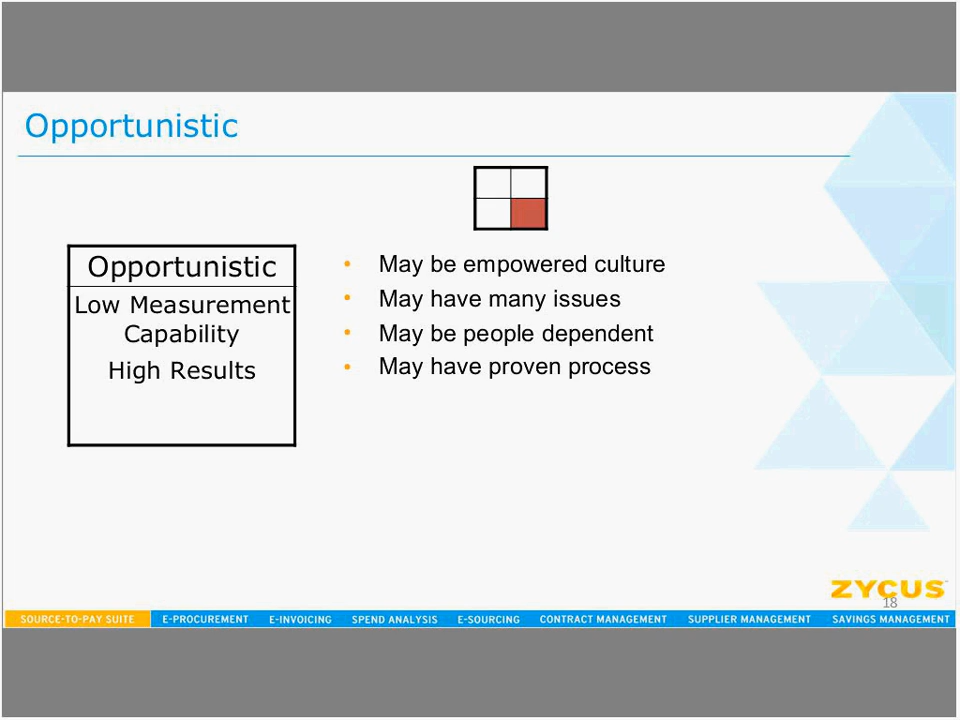 Opportunistic
Opportunistic
Low Measurement
Capability
High Results
• May be empowered culture
• May have many issues
• May be people dependent
• May have proven process
ZYCUS
18
SOURCE-TO-PAY SUITE E-PROCUREMENT E-INVOICING SPEND ANALYSIS E-SOURCING CONTRACT MANAGEMENT SUPPLIER MANAGEMENT SAVINGS MANAGEMENT